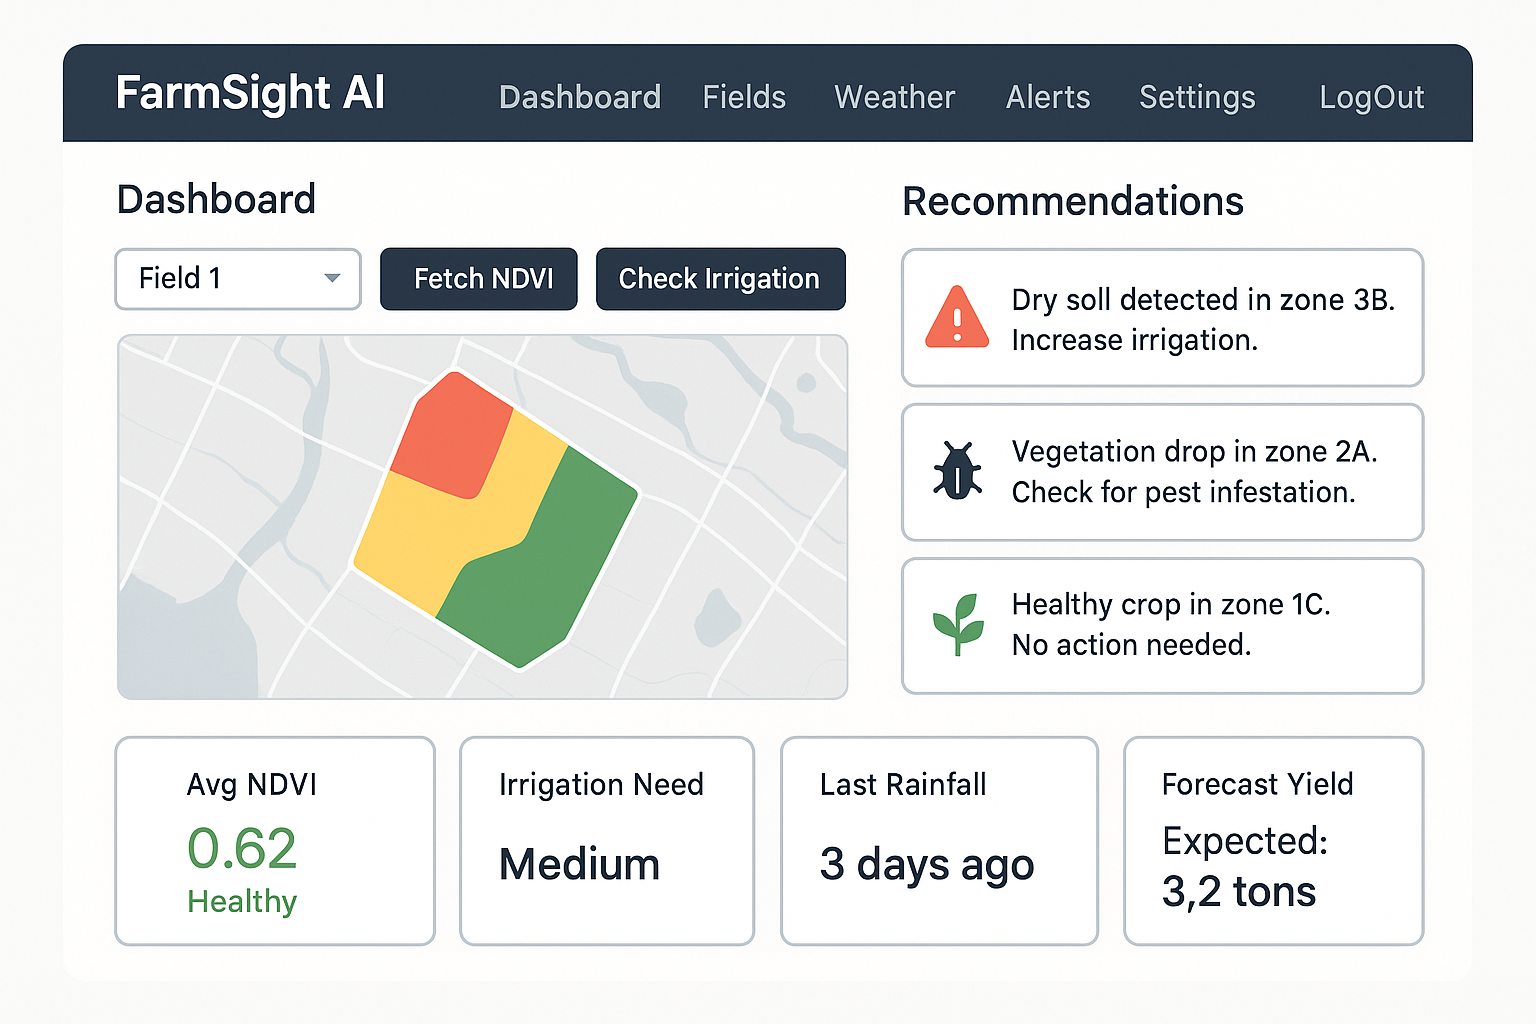 FarmSight AI
Dashboard Fields Weather Alerts Settings LogOut
Dashboard
Field 1
Fetch NDVI
Check Irrigation
Recommendations
Dry soll detected in zone 3B.
Increase irrigation.
Vegetation drop in zone 2A.
Check for pest infestation.
Healthy crop in zone 1C.
No action needed.
Avg NDVI
0.62
Healthy
Irrigation Need
Medium
Last Rainfall
3 days ago
Forecast Yield
Expected:
3,2 tons